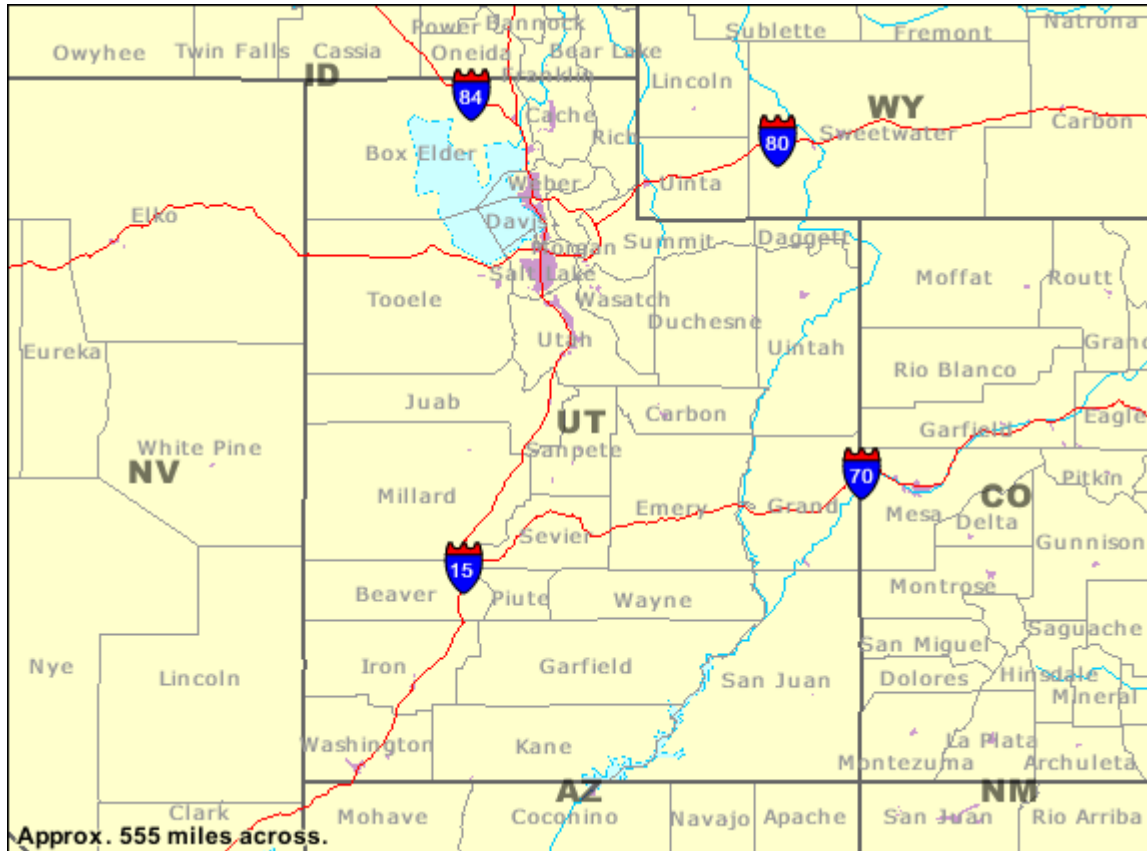 Power
Bannock
Natrona
Owyhee
Twin Falls
Cassia
Oneida
Bear Lake
Sublette
Fremont
ID
Franklin
Lincoln
84
WY
Cache
Carbon
80
Sweetwater
Rich
Box Elder
Weber
Uinta
Elko
Davis
Morgan
Summit
Daggett
Salt Lake
Moffat
Routt
Tooele
Wasatch
Duchesne
Utah
Uintah
Eureka
Grand
Rio Blanco
Juab
Carbon
UT
Eagle
Garfield
White Pine
Sanpete
NV
70
Pitkin
Millard
CO
Emery
Grand
Mesa
Delta
Sevier
Gunnison
15
Beaver
Piute
Wayne
Montrose
Saguache
San Miguel
Nye
Iron
Garfield
Lincoln
San Juan
Dolores
Hinsdale
Mineral
Washington
Kane
La Plata
Montezuma
Archuleta
AZ
NM
Clark
Mohave
Coconino
Navajo
Apache
San Juan
Rio Arriba
Approx. 555 miles across.